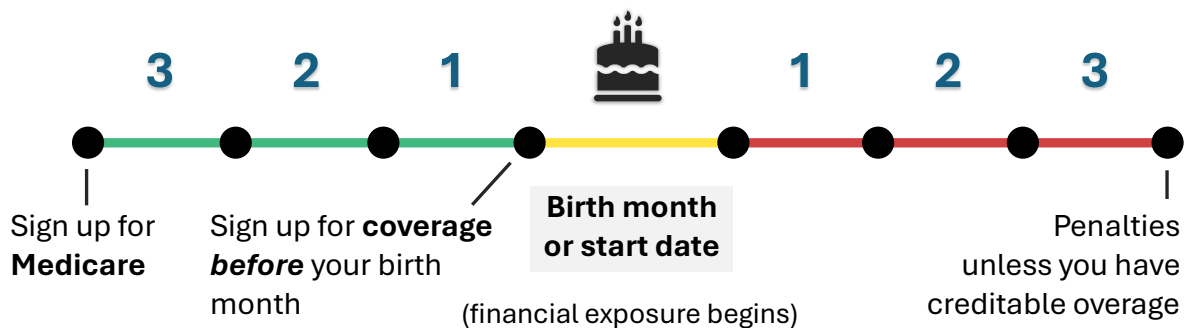 3 2 1 1 2 3
Sign up for
Medicare
Sign up for coverage
before your birth
month
Birth month
or start date
(financial exposure begins)
Penalties
unless you have
creditable overage